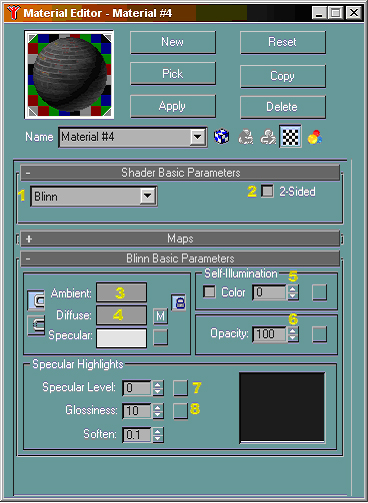 Material Editor - Material #4
New
Reset
Pick
Copy
Apply
Delete
Name Material #4
- Shader Basic Parameters
1 Blinn 2 2-Sided
+ Maps
- Blinn Basic Parameters
Self-Illumination
Ambient: 3
5 Color 0
Diffuse: 4 M
Specular:
6 Opacity: 100
Specular Highlights
Specular Level: 0 7
Glossiness: 10 8
Soften: 0.1